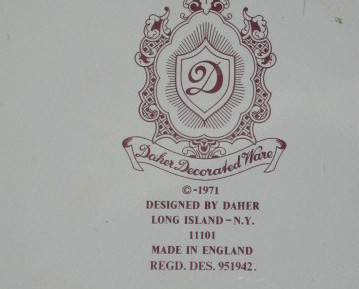 D
Daher Decorated Ware
©-1971
DESIGNED BY DAHER
LONG ISLAND-N.Y.
11101
MADE IN ENGLAND
REGD. DES. 951942.